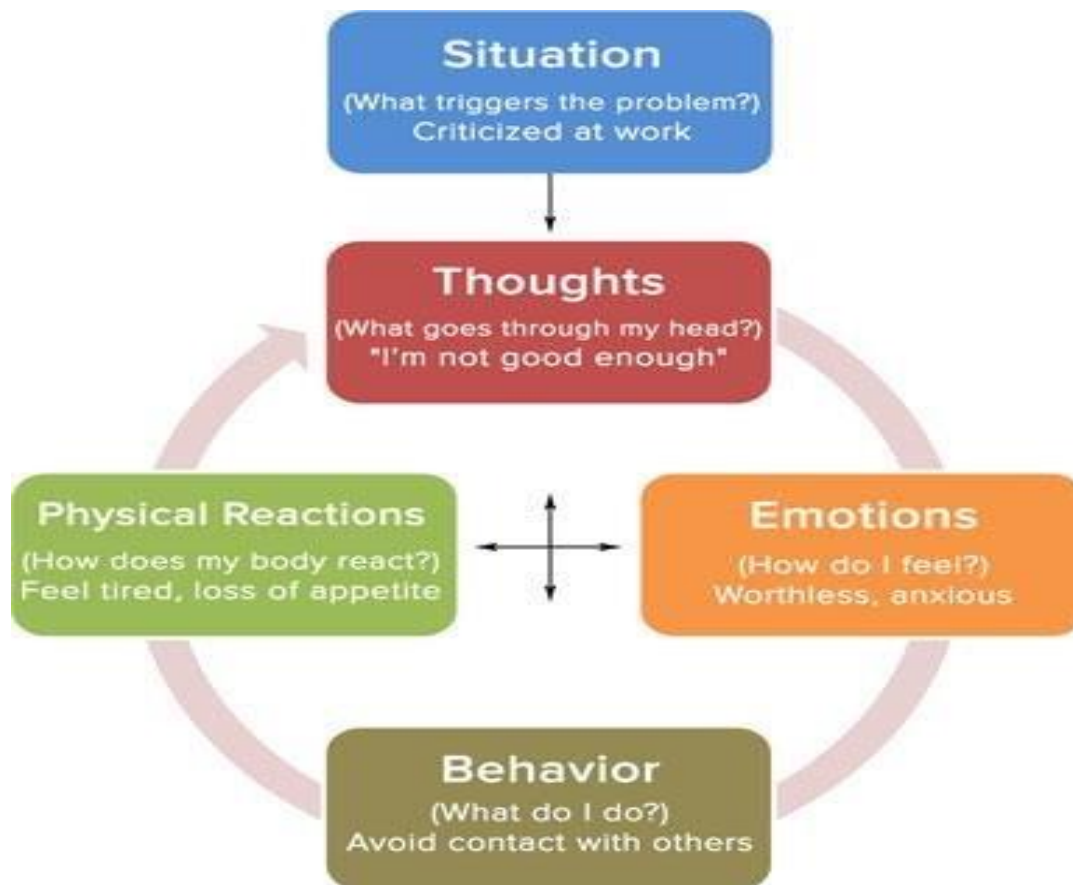 Situation
(What triggers the problem?)
Criticized at work
Thoughts
(What goes through my head?)
"I'm not good enough"
Physical Reactions
(How does my body react?)
Feel tired, loss of appetite
Emotions
(How do I feel?)
Worthless, anxious
Behavior
(What do I do?)
Avoid contact with others